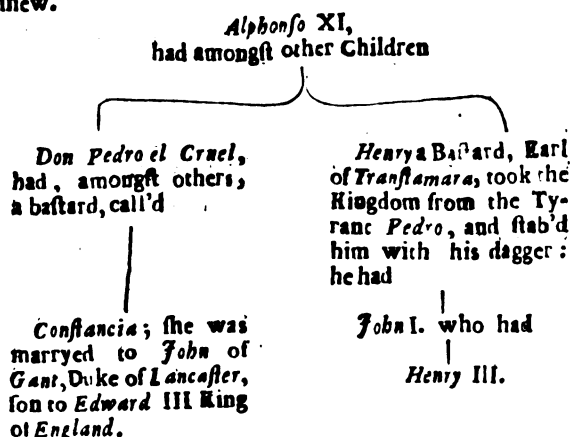 new.
Alphonſo XI,
had amongſt other Children
Don Pedro el Cruel,
had, amongſt others,
a baſtard, call'd
Conſtancia; ſhe was
marryed to John of
Gant, Duke of Lancaſter,
ſon to Edward III King
of England.
Henry a Baſtard, Earl
of Tranſtamara, took the
Kingdom from the Ty-
rant Pedro, and ſtab'd
him with his dagger:
he had
John I. who had
Henry III.